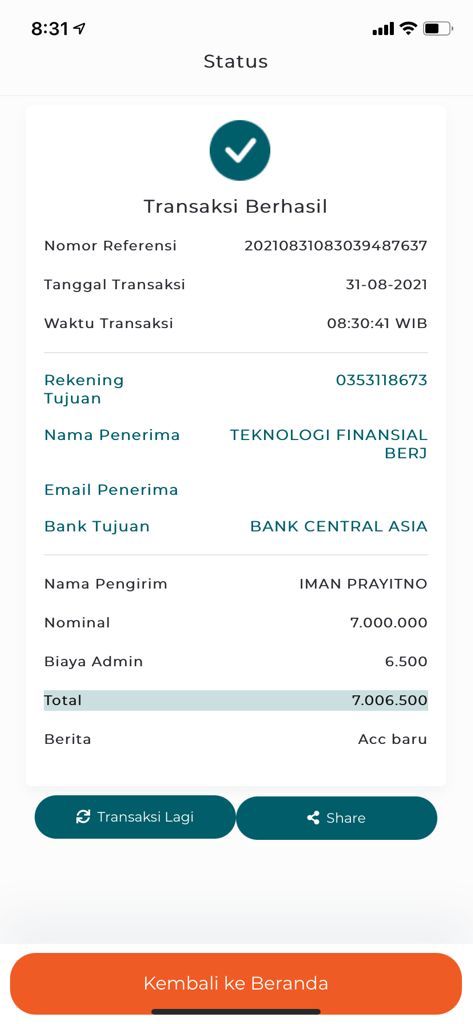 8:31
Status
Transaksi Berhasil
Nomor Referensi 20210831083039487637
Tanggal Transaksi 31-08-2021
Waktu Transaksi 08:30:41 WIB
Rekening Tujuan 0353118673
Nama Penerima TEKNOLOGI FINANSIAL BERJ
Email Penerima
Bank Tujuan BANK CENTRAL ASIA
Nama Pengirim IMAN PRAYITNO
Nominal 7.000.000
Biaya Admin 6.500
Total 7.006.500
Berita Acc baru
Transaksi Lagi Share
Kembali ke Beranda